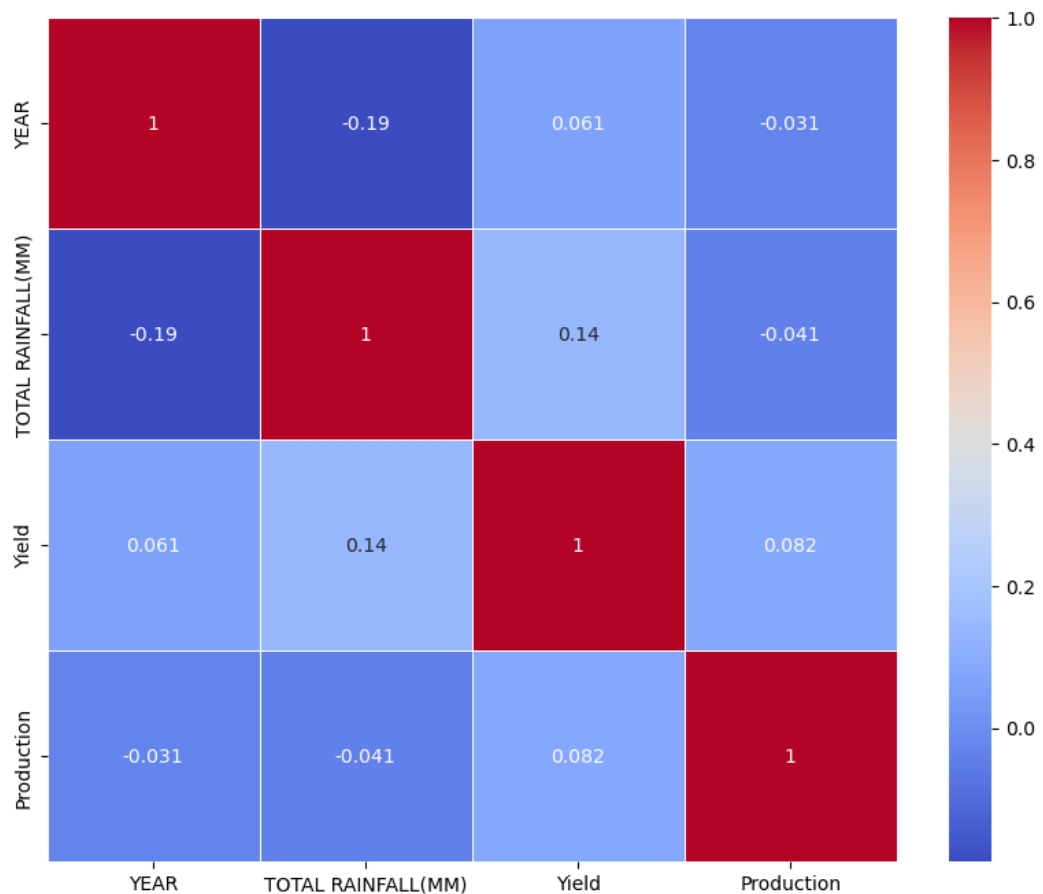 YEAR 1 -0.19 0.061 -0.031
TOTAL RAINFALL(MM) -0.19 1 0.14 -0.041
Yield 0.061 0.14 1 0.082
Production -0.031 -0.041 0.082 1
YEAR TOTAL RAINFALL(MM) Yield Production
1.0
0.8
0.6
0.4
0.2
0.0